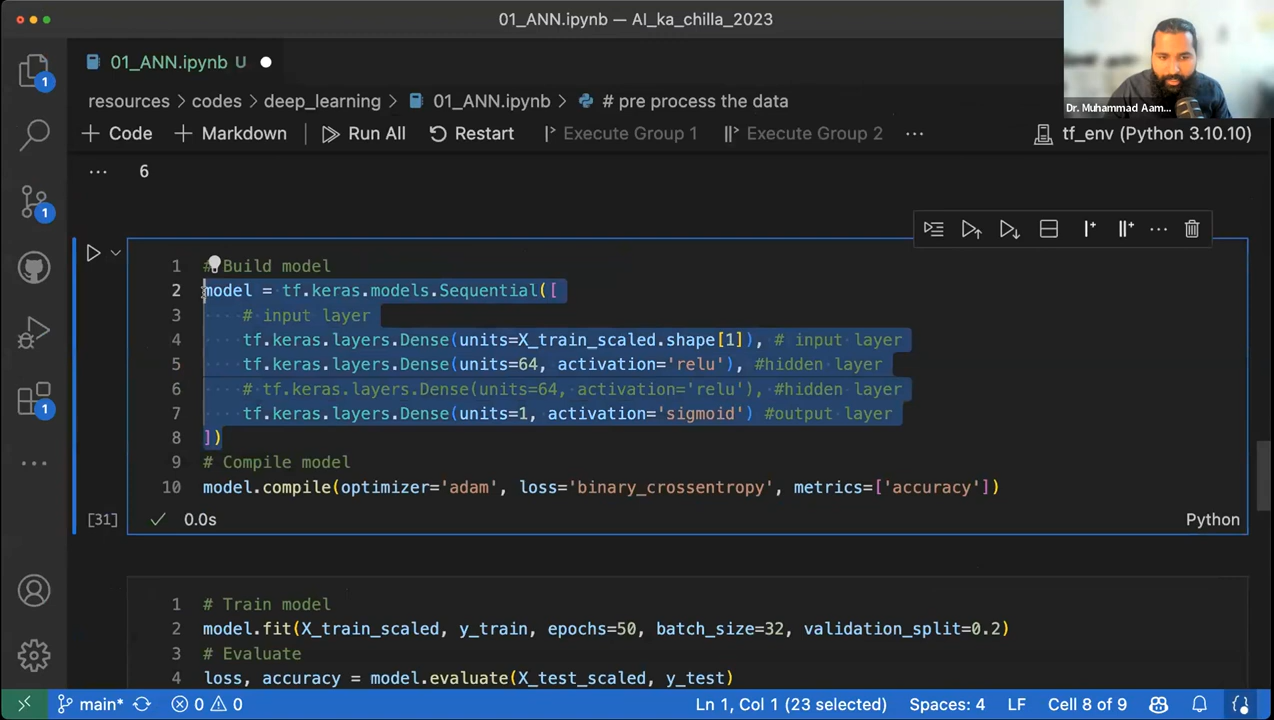 01_ANN.ipynb — AI_ka_chilla_2023
01_ANN.ipynb U
resources > codes > deep_learning > 01_ANN.ipynb > # pre process the data
Code Markdown Run All Restart Execute Group 1 Execute Group 2 ... tf_env (Python 3.10.10)
Dr. Muhammad Aam...
1
1
1
... 6
1 # Build model
2 model = tf.keras.models.Sequential([
3 # input layer
4 tf.keras.layers.Dense(units=X_train_scaled.shape[1]), # input layer
5 tf.keras.layers.Dense(units=64, activation='relu'), #hidden layer
6 # tf.keras.layers.Dense(units=64, activation='relu'), #hidden layer
7 tf.keras.layers.Dense(units=1, activation='sigmoid') #output layer
8 ])
9 # Compile model
10 model.compile(optimizer='adam', loss='binary_crossentropy', metrics=['accuracy'])
[31] 0.0s Python
1 # Train model
2 model.fit(X_train_scaled, y_train, epochs=50, batch_size=32, validation_split=0.2)
3 # Evaluate
4 loss, accuracy = model.evaluate(X_test_scaled, y_test)
main* 0 0 Ln 1, Col 1 (23 selected) Spaces: 4 LF Cell 8 of 9